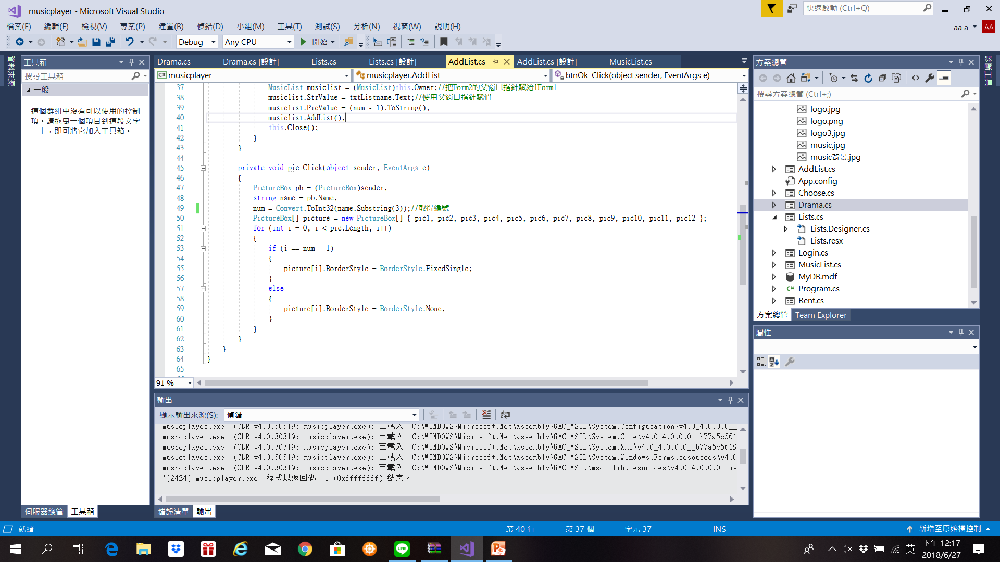 musicplayer - Microsoft Visual Studio
快速啟動 (Ctrl+Q)
檔案(F) 編輯(E) 檢視(V) 專案(P) 建置(B) 偵錯(D) 小組(M) 工具(T) 測試(S) 分析(N) 視窗(W) 說明(H)
aa a
AA
Debug
Any CPU
開始
資料來源
工具箱
搜尋工具箱
一般
這個群組中沒有可以使用的控制
項。請拖曳一個項目到這段文字
上，即可將它加入工具箱。
伺服器總管 工具箱
Drama.cs Drama.cs [設計] Lists.cs Lists.cs [設計] AddList.cs AddList.cs [設計] MusicList.cs
musicplayer
musicplayer.AddList
btnOk_Click(object sender, EventArgs e)
37 MusicList musiclist = (MusicList)this.Owner;//把Form2的父窗口指針賦給lForm1
38 musiclist.StrValue = txtListname.Text;//使用父窗口指針賦值
39 musiclist.PicValue = (num - 1).ToString();
40 musiclist.AddList();
41 this.Close();
42 }
43 }
44
45 private void pic_Click(object sender, EventArgs e)
46 {
47 PictureBox pb = (PictureBox)sender;
48 string name = pb.Name;
49 num = Convert.ToInt32(name.Substring(3));//取得編號
50 PictureBox[] picture = new PictureBox[] { pic1, pic2, pic3, pic4, pic5, pic6, pic7, pic8, pic9, pic10, pic11, pic12 };
51 for (int i = 0; i < pic.Length; i++)
52 {
53 if (i == num - 1)
54 {
55 picture[i].BorderStyle = BorderStyle.FixedSingle;
56 }
57 else
58 {
59 picture[i].BorderStyle = BorderStyle.None;
60 }
61 }
62 }
63 }
64 }
65
91 %
輸出
顯示輸出來源(S): 偵錯
musicplayer.exe' (CLR v4.0.30319: musicplayer.exe): 已載入 'C:\WINDOWS\Microsoft.Net\assembly\GAC_MSIL\System.Configuration\v4.0_4.0.0.0__
musicplayer.exe' (CLR v4.0.30319: musicplayer.exe): 已載入 'C:\WINDOWS\Microsoft.Net\assembly\GAC_MSIL\System.Core\v4.0_4.0.0.0__b77a5c561
musicplayer.exe' (CLR v4.0.30319: musicplayer.exe): 已載入 'C:\WINDOWS\Microsoft.Net\assembly\GAC_MSIL\System.Xml\v4.0_4.0.0.0__b77a5c5619
musicplayer.exe' (CLR v4.0.30319: musicplayer.exe): 已載入 'C:\WINDOWS\Microsoft.Net\assembly\GAC_MSIL\System.Windows.Forms.resources\v4.0
musicplayer.exe' (CLR v4.0.30319: musicplayer.exe): 已載入 'C:\WINDOWS\Microsoft.Net\assembly\GAC_MSIL\mscorlib.resources\v4.0_4.0.0.0_zh-
'[2424] musicplayer.exe' 程式以返回碼 -1 (0xffffffff) 結束。
錯誤清單 輸出
方案總管
搜尋方案總管 (Ctrl+;)
logo.jpg
logo.png
logo3.jpg
music.jpg
music背景.jpg
AddList.cs
App.config
Choose.cs
Drama.cs
Lists.cs
Lists.Designer.cs
Lists.resx
Login.cs
MusicList.cs
MyDB.mdf
Program.cs
Rent.cs
方案總管 Team Explorer
屬性
診斷工具
就緒
第 40 行 第 37 欄 字元 37 INS
新增至原始檔控制
英
下午 12:17
2018/6/27